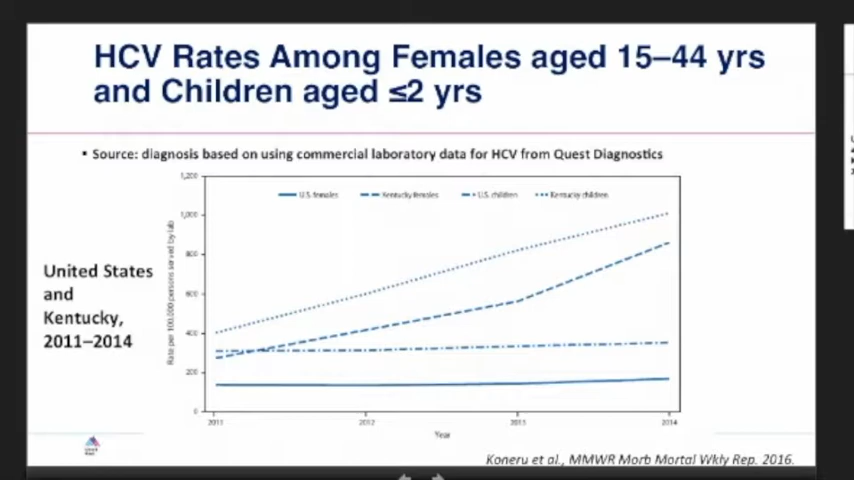 HCV Rates Among Females aged 15–44 yrs
and Children aged ≤2 yrs
▪ Source: diagnosis based on using commercial laboratory data for HCV from Quest Diagnostics
United States
and
Kentucky,
2011–2014
Rate per 100,000 persons served by lab
1,200
1,000
800
600
400
200
0
U.S. females
Kentucky females
U.S. children
Kentucky children
2011
2012
2013
2014
Year
Koneru et al., MMWR Morb Mortal Wkly Rep. 2016.